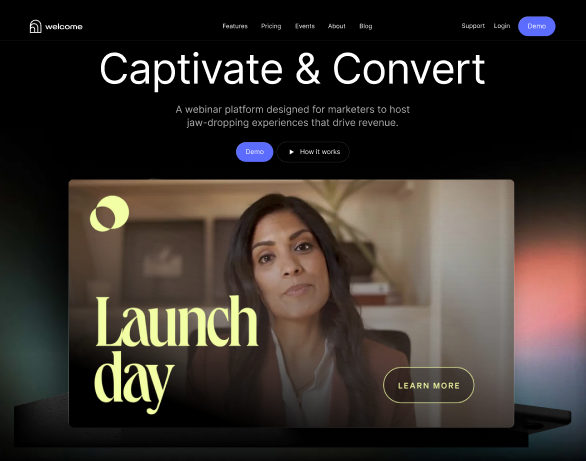 welcome
Features Pricing Events About Blog
Support Login Demo
Captivate & Convert
A webinar platform designed for marketers to host
jaw-dropping experiences that drive revenue.
Demo How it works
Launch
day
LEARN MORE